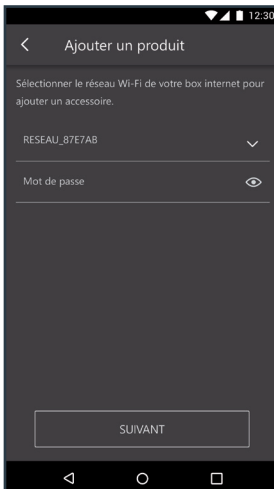 12:30
Ajouter un produit
Sélectionner le réseau Wi-Fi de votre box internet pour
ajouter un accessoire.
RESEAU_87E7AB
Mot de passe
SUIVANT